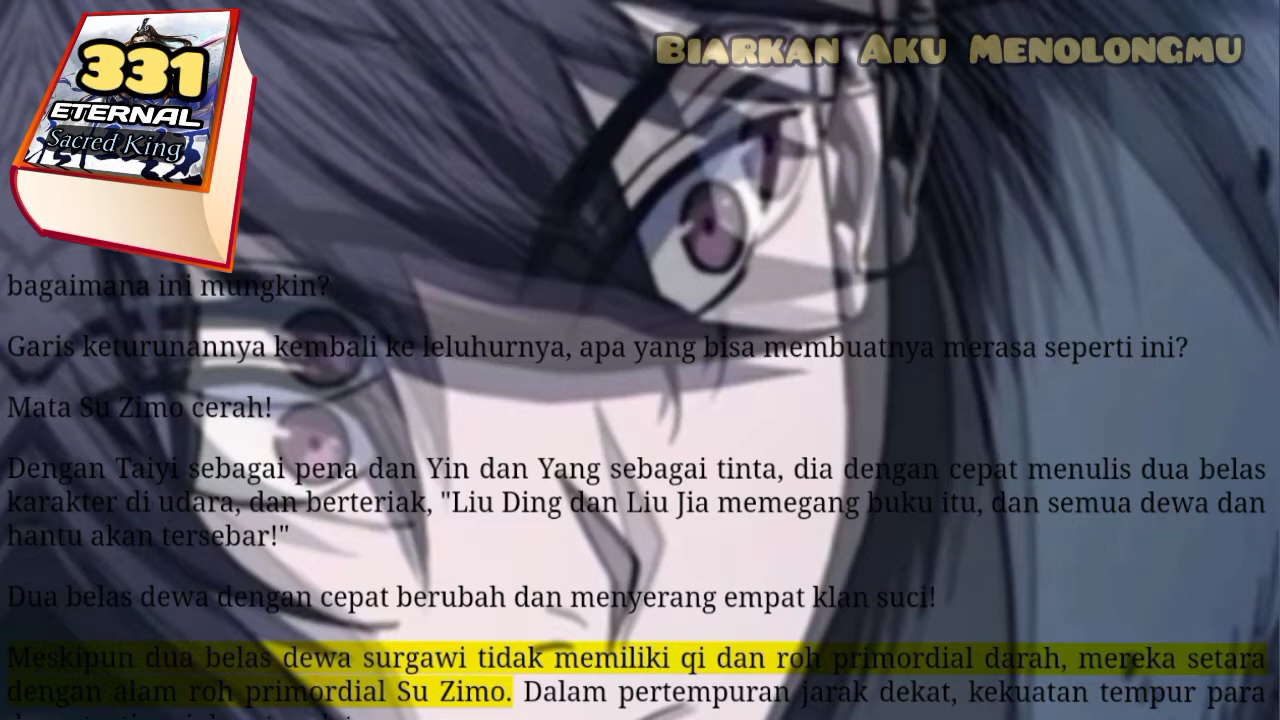 331
ETERNAL
Sacred King
Biarkan Aku Menolongmu
bagaimana ini mungkin?
Garis keturunannya kembali ke leluhurnya, apa yang bisa membuatnya merasa seperti ini?
Mata Su Zimo cerah!
Dengan Taiyi sebagai pena dan Yin dan Yang sebagai tinta, dia dengan cepat menulis dua belas
karakter di udara, dan berteriak, "Liu Ding dan Liu Jia memegang buku itu, dan semua dewa dan
hantu akan tersebar!"
Dua belas dewa dengan cepat berubah dan menyerang empat klan suci!
Meskipun dua belas dewa surgawi tidak memiliki qi dan roh primordial darah, mereka setara
dengan alam roh primordial Su Zimo. Dalam pertempuran jarak dekat, kekuatan tempur para